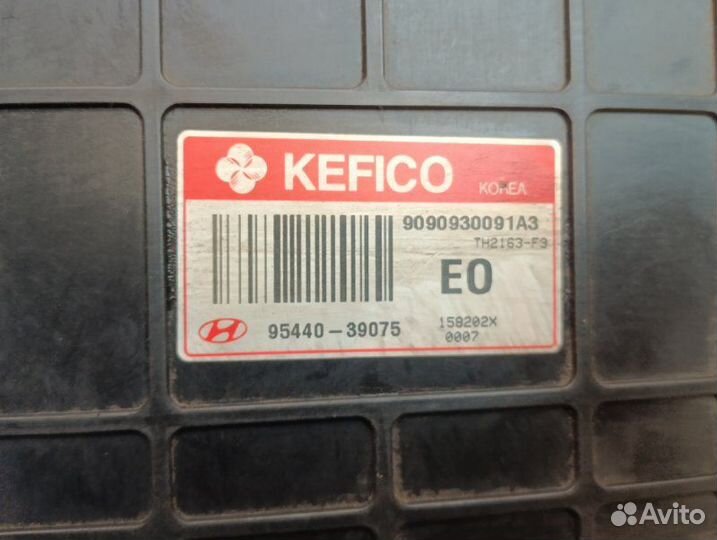 KEFICO
KOREA
9090930091A3
TH2163-F9
E0
95440-39075
158202X
0007
Avito